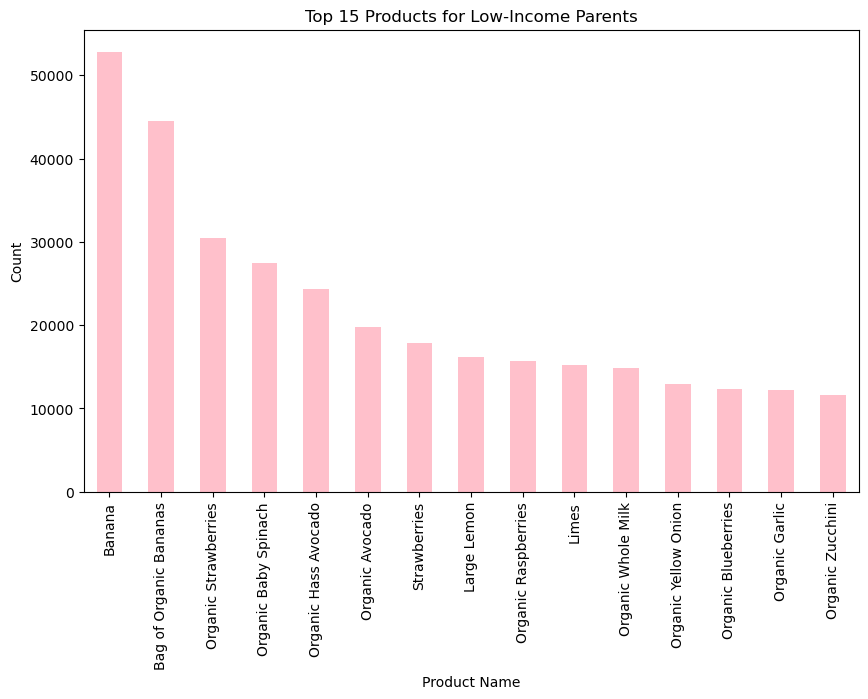 Top 15 Products for Low-Income Parents
Count
50000
40000
30000
20000
10000
0
Banana
Bag of Organic Bananas
Organic Strawberries
Organic Baby Spinach
Organic Hass Avocado
Organic Avocado
Strawberries
Large Lemon
Organic Raspberries
Limes
Organic Whole Milk
Organic Yellow Onion
Organic Blueberries
Organic Garlic
Organic Zucchini
Product Name